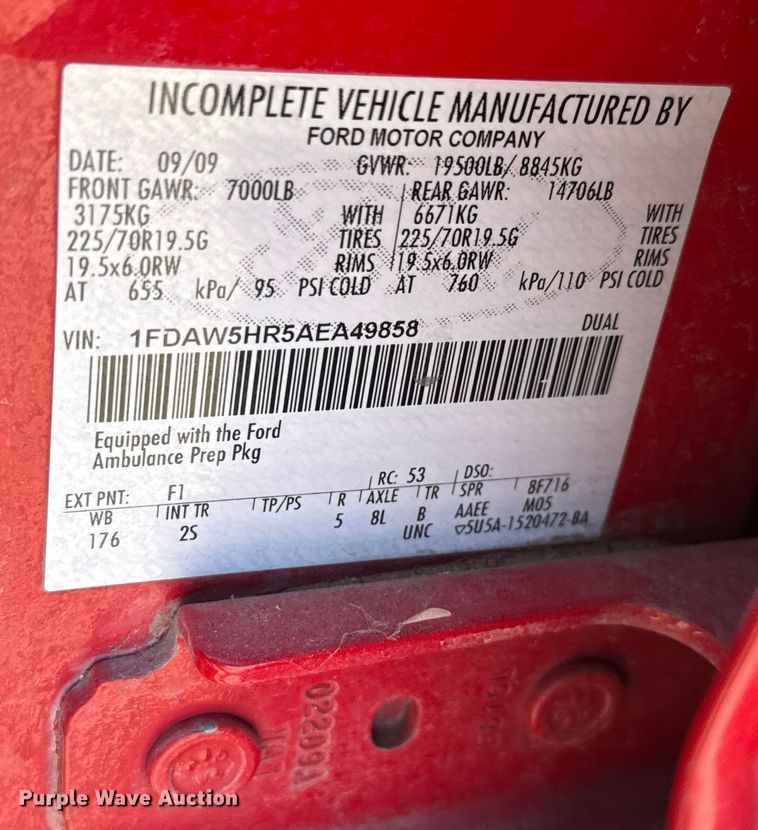 INCOMPLETE VEHICLE MANUFACTURED BY
FORD MOTOR COMPANY
DATE: 09/09 GVWR: 19500LB/ 8845KG
FRONT GAWR: 7000LB REAR GAWR: 14706LB
3175KG WITH 6671KG WITH
225/70R19.5G TIRES 225/70R19.5G TIRES
19.5x6.0RW RIMS 19.5x6.0RW RIMS
AT 655 kPa/ 95 PSI COLD AT 760 kPa/110 PSI COLD
VIN: 1FDAW5HR5AEA49858 DUAL
Equipped with the Ford
Ambulance Prep Pkg
EXT PNT: F1 RC: 53 DSO:
WB INT TR TP/PS R AXLE TR SPR 8F716
176 2S 5 8L B AAEE M05
UNC ▽5U5A-1520472-BA
Purple Wave Auction